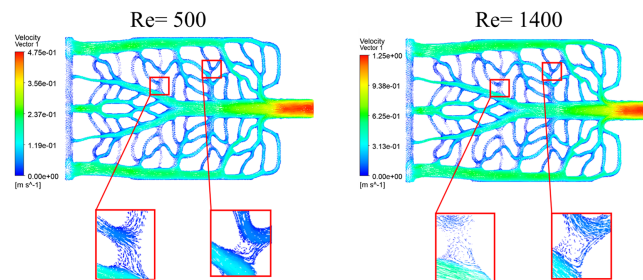 Re= 500
Re= 1400
Velocity
Vector 1
4.75e-01
3.56e-01
2.37e-01
1.19e-01
0.00e+00
[m s^-1]
Velocity
Vector 1
1.25e+00
9.38e-01
6.25e-01
3.13e-01
0.00e+00
[m s^-1]